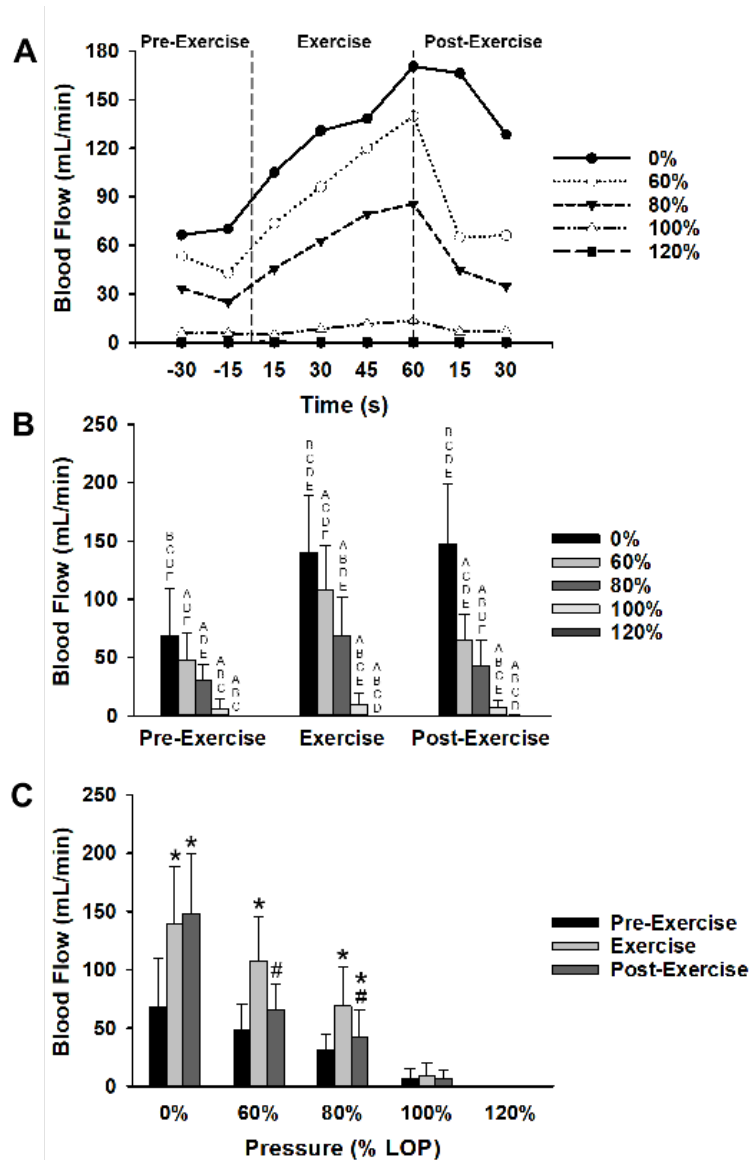 A
Pre-Exercise Exercise Post-Exercise
Blood Flow (mL/min)
180
150
120
90
60
30
0
-30 -15 15 30 45 60 15 30
Time (s)
0%
60%
80%
100%
120%
B
Blood Flow (mL/min)
250
200
150
100
50
0
B C D E
A D E
A D E
A B C
A B C
B C D E
A C D E
A B D E
A B C E
A B C D
B C D E
A C D E
A B D E
A B C E
A B C D
Pre-Exercise Exercise Post-Exercise
0%
60%
80%
100%
120%
C
Blood Flow (mL/min)
250
200
150
100
50
0
* *
* #
* * #
0% 60% 80% 100% 120%
Pressure (% LOP)
Pre-Exercise
Exercise
Post-Exercise